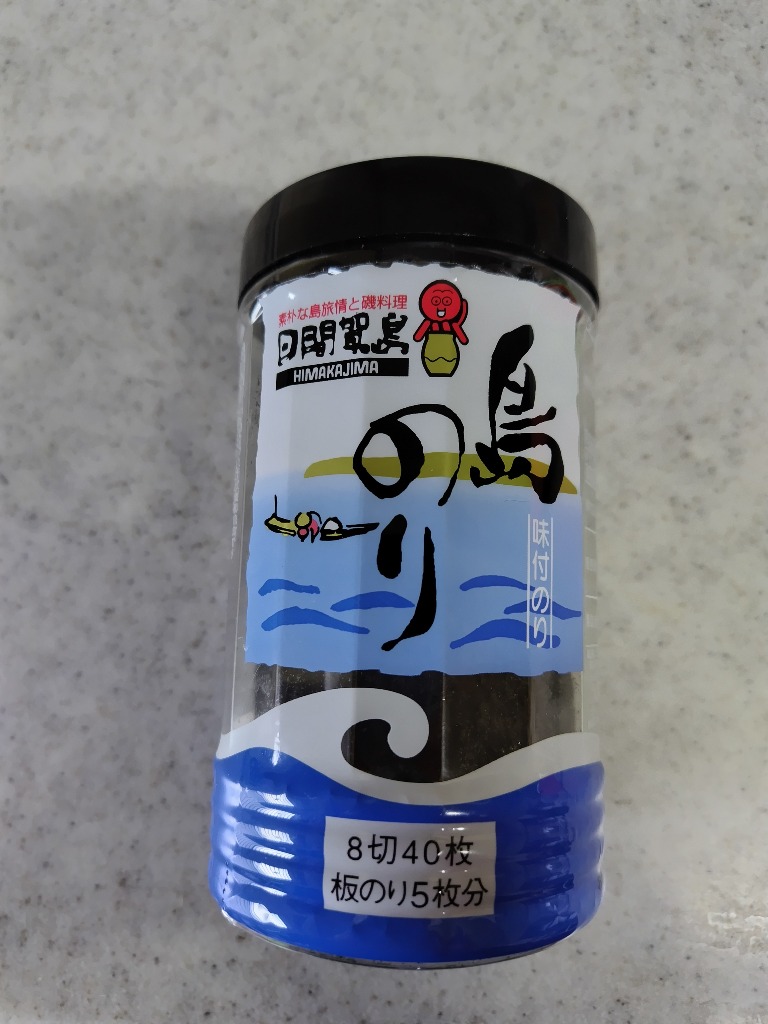 素朴な島旅情と磯料理
日間賀島
HIMAKAJIMA
島
のり
味付のり
8切40枚
板のり5枚分